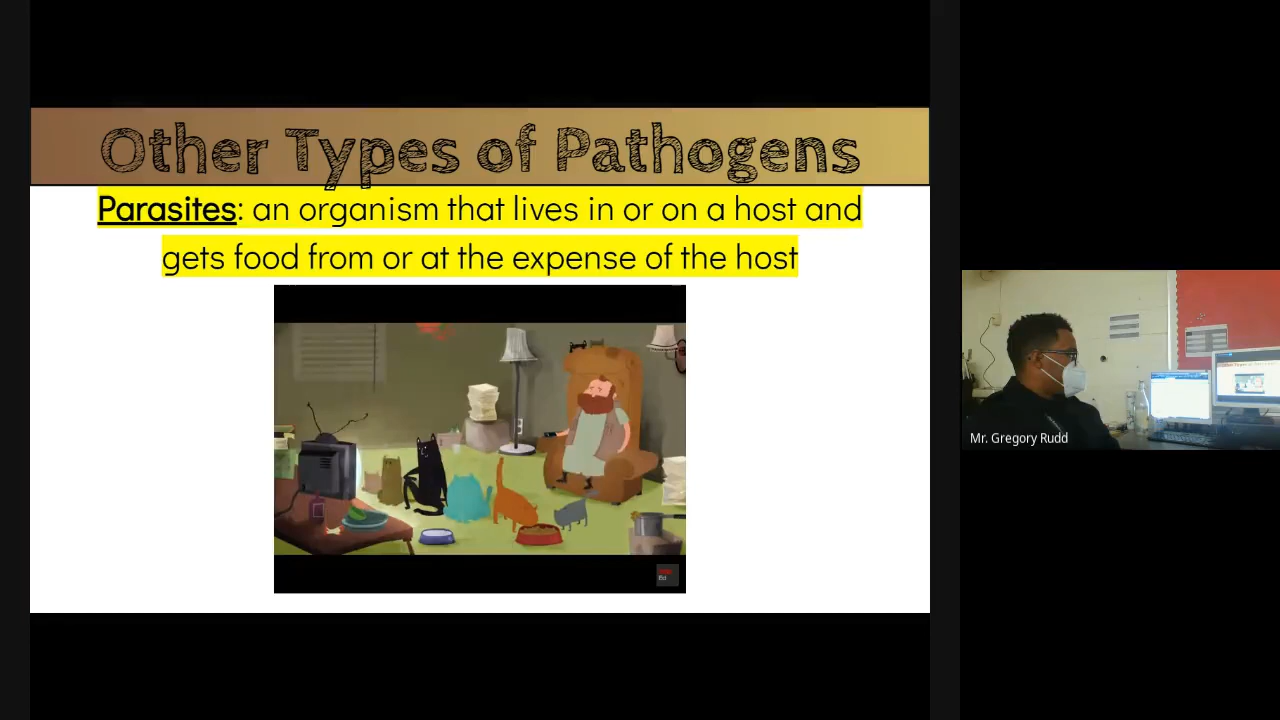 Other Types of Pathogens
Parasites: an organism that lives in or on a host and
gets food from or at the expense of the host
Mr. Gregory Rudd